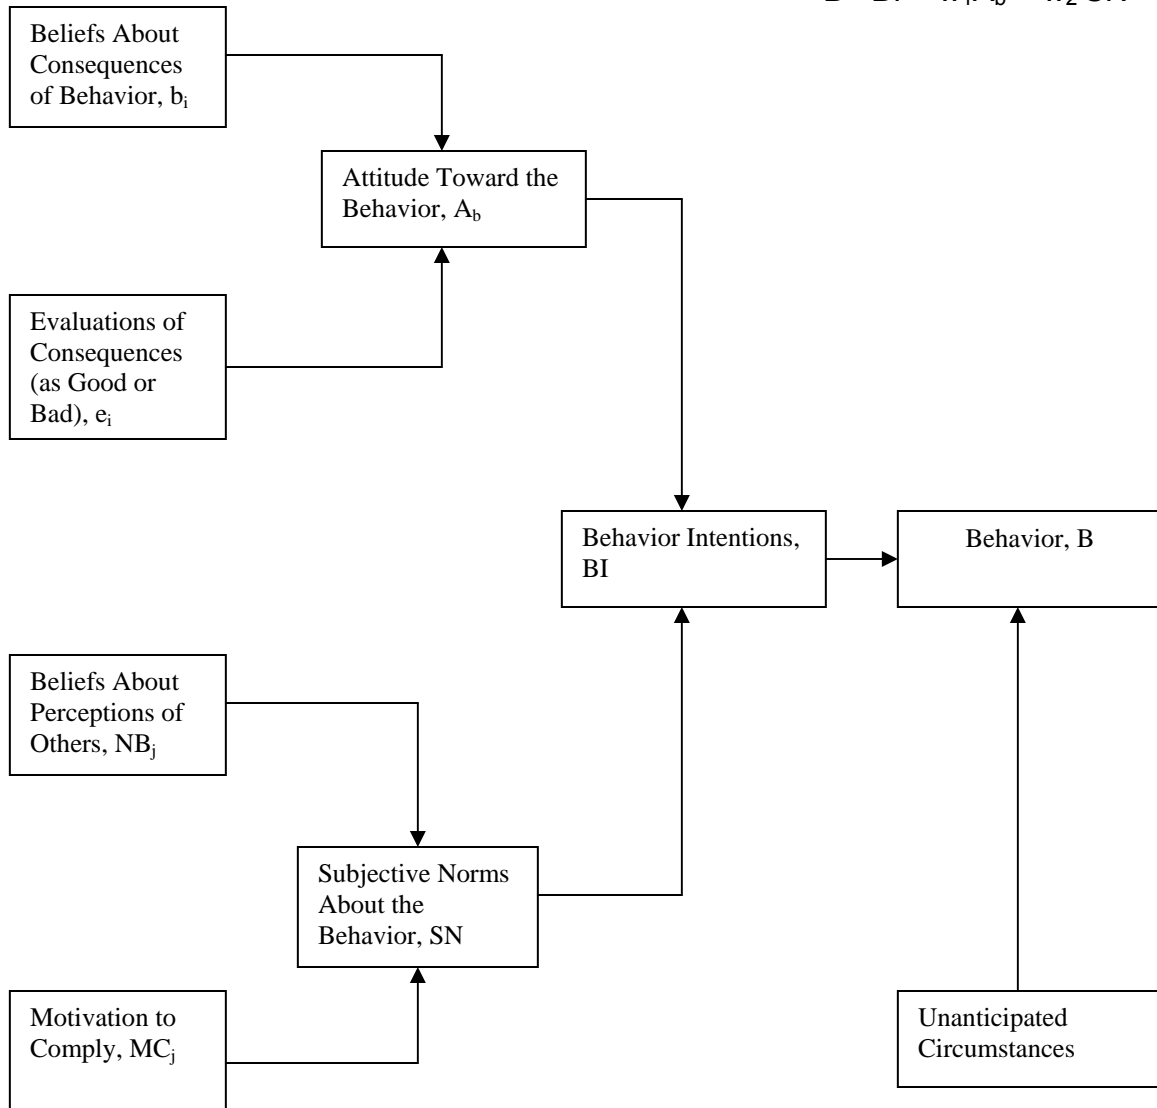 Beliefs About
Consequences
of Behavior, bᵢ
Attitude Toward the
Behavior, A_b
Evaluations of
Consequences
(as Good or
Bad), eᵢ
Behavior Intentions,
BI
Behavior, B
Beliefs About
Perceptions of
Others, NBⱼ
Subjective Norms
About the
Behavior, SN
Motivation to
Comply, MCⱼ
Unanticipated
Circumstances